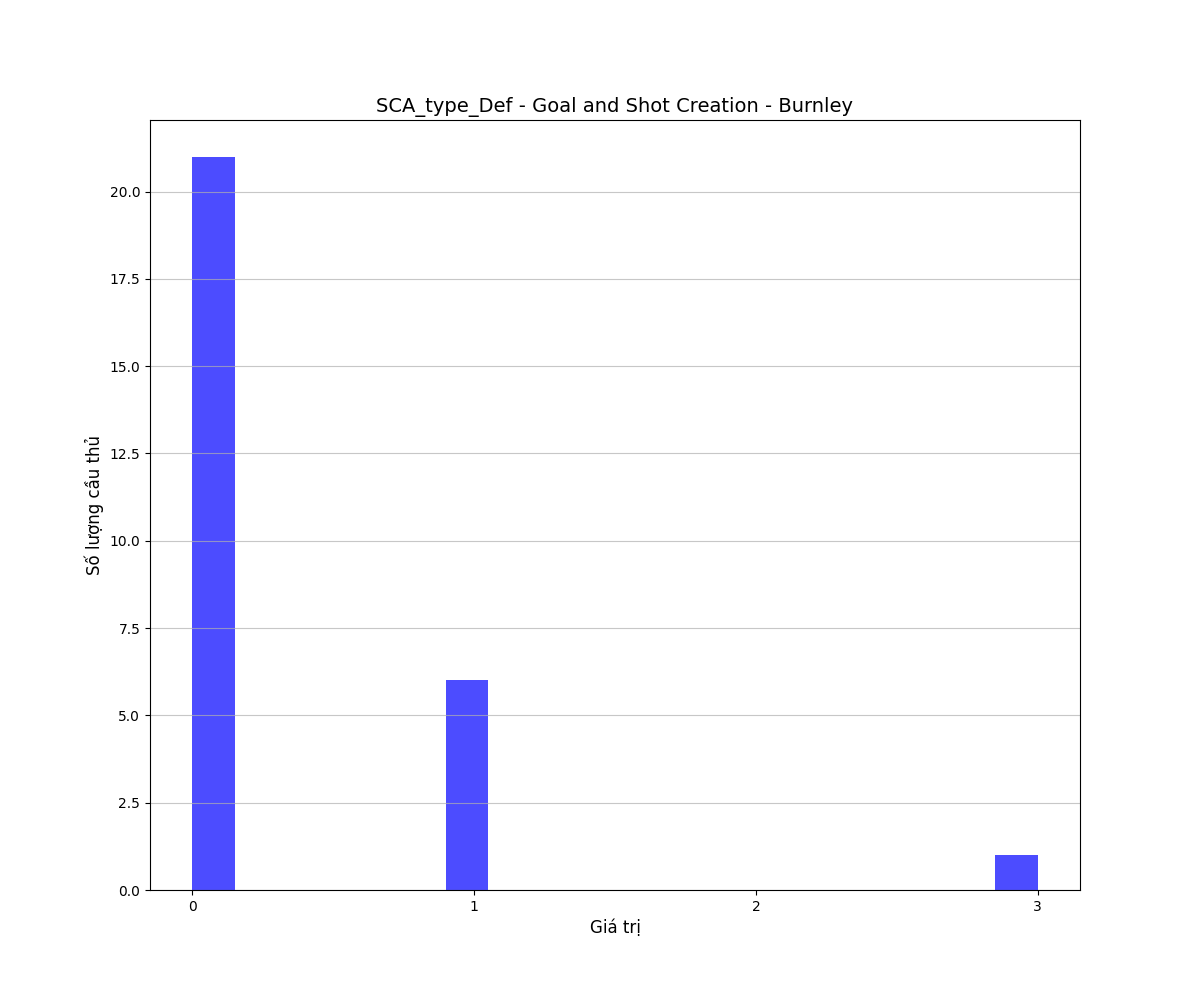 SCA_type_Def - Goal and Shot Creation - Burnley
Số lượng cầu thủ
20.0
17.5
15.0
12.5
10.0
7.5
5.0
2.5
0.0
0 1 2 3
Giá trị